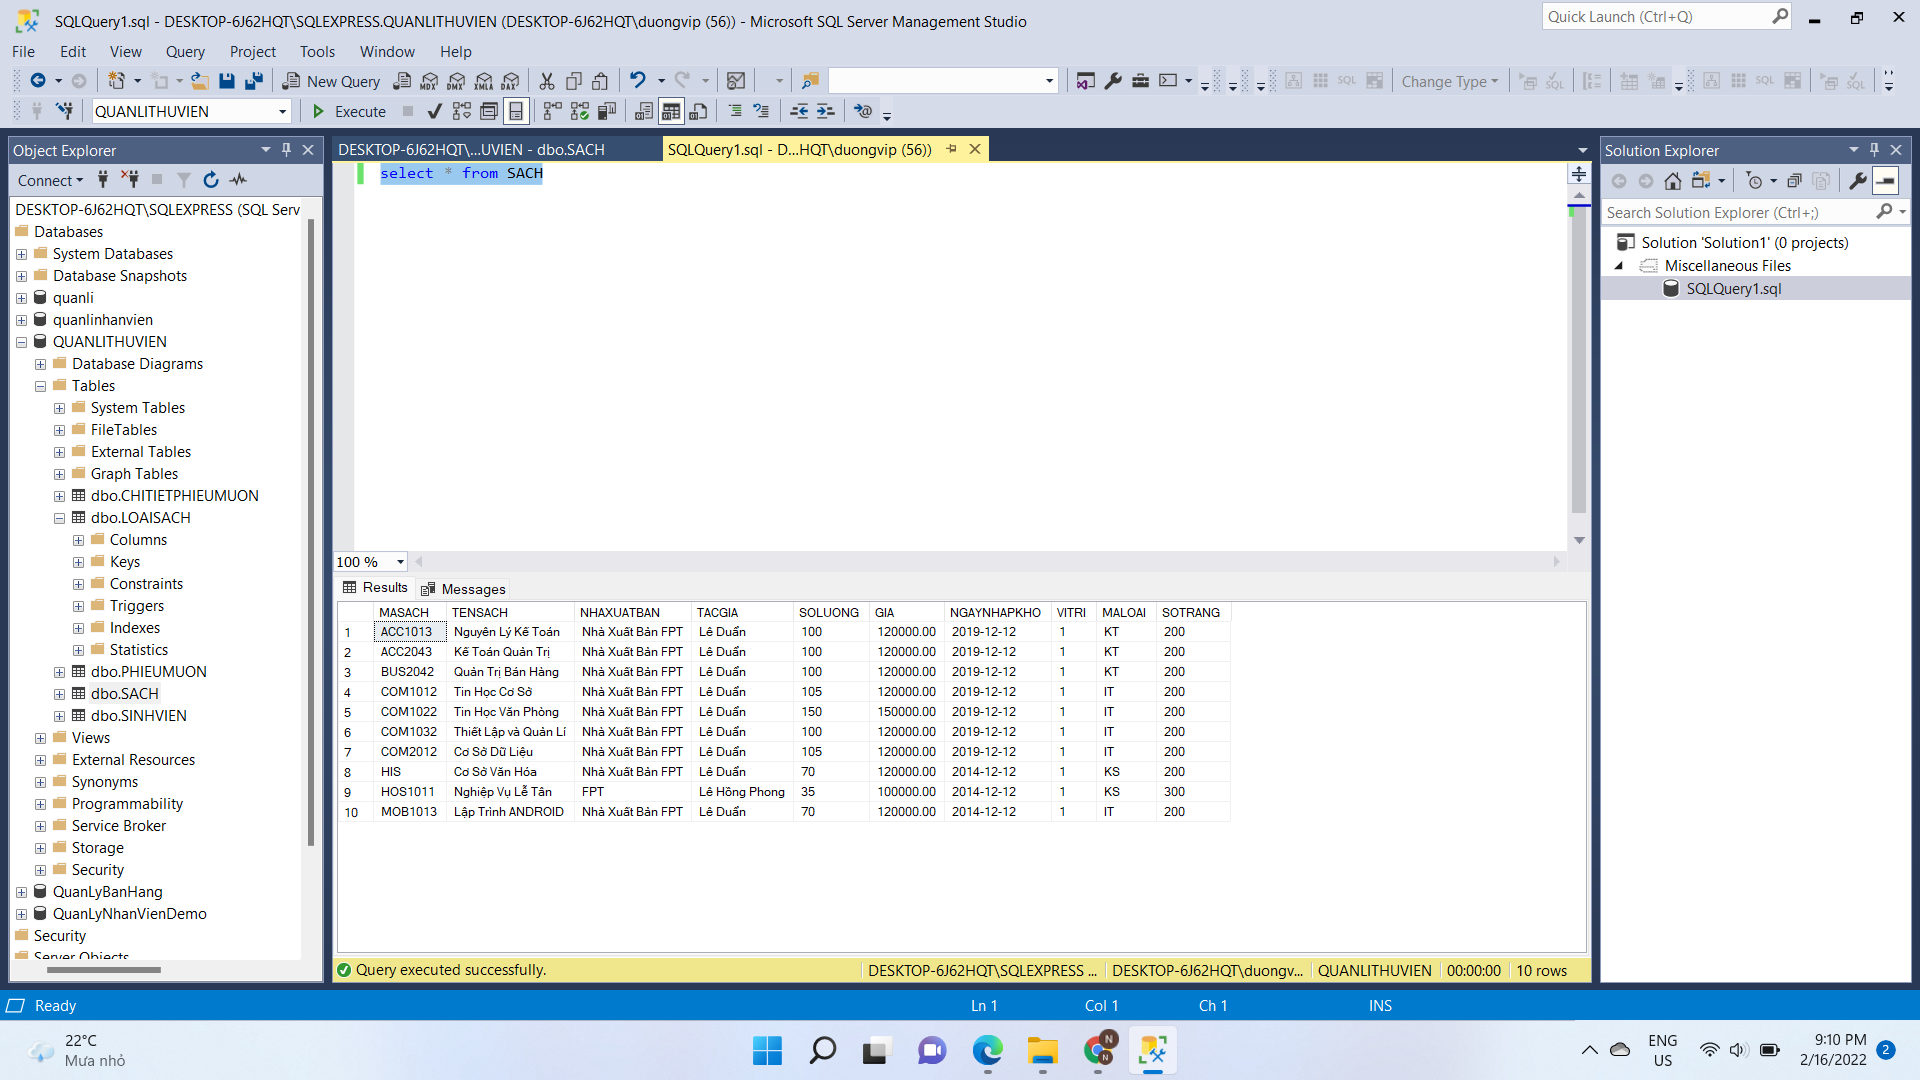 SQLQuery1.sql - DESKTOP-6J62HQT\SQLEXPRESS.QUANLITHUVIEN (DESKTOP-6J62HQT\duongvip (56)) - Microsoft SQL Server Management Studio
Quick Launch (Ctrl+Q)
File Edit View Query Project Tools Window Help
New Query MDX DMX XMLA DAX SQL Change Type SQL SQL SQL
QUANLITHUVIEN Execute
Object Explorer
Connect
DESKTOP-6J62HQT\SQLEXPRESS (SQL Serv
Databases
System Databases
Database Snapshots
quanli
quanlinhanvien
QUANLITHUVIEN
Database Diagrams
Tables
System Tables
FileTables
External Tables
Graph Tables
dbo.CHITIETPHIEUMUON
dbo.LOAISACH
Columns
Keys
Constraints
Triggers
Indexes
Statistics
dbo.PHIEUMUON
dbo.SACH
dbo.SINHVIEN
Views
External Resources
Synonyms
Programmability
Service Broker
Storage
Security
QuanLyBanHang
QuanLyNhanVienDemo
Security
Server Objects
DESKTOP-6J62HQT\...UVIEN - dbo.SACH
SQLQuery1.sql - D...HQT\duongvip (56))
select * from SACH
100 %
Results Messages
MASACH TENSACH NHAXUATBAN TACGIA SOLUONG GIA NGAYNHAPKHO VITRI MALOAI SOTRANG
1 ACC1013 Nguyên Lý Kế Toán Nhà Xuất Bản FPT Lê Duẩn 100 120000.00 2019-12-12 1 KT 200
2 ACC2043 Kế Toán Quản Trị Nhà Xuất Bản FPT Lê Duẩn 100 120000.00 2019-12-12 1 KT 200
3 BUS2042 Quản Trị Bán Hàng Nhà Xuất Bản FPT Lê Duẩn 100 120000.00 2019-12-12 1 KT 200
4 COM1012 Tin Học Cơ Sở Nhà Xuất Bản FPT Lê Duẩn 105 120000.00 2019-12-12 1 IT 200
5 COM1022 Tin Học Văn Phòng Nhà Xuất Bản FPT Lê Duẩn 150 150000.00 2019-12-12 1 IT 200
6 COM1032 Thiết Lập và Quản Lí Nhà Xuất Bản FPT Lê Duẩn 100 120000.00 2019-12-12 1 IT 200
7 COM2012 Cơ Sở Dữ Liệu Nhà Xuất Bản FPT Lê Duẩn 105 120000.00 2019-12-12 1 IT 200
8 HIS Cơ Sở Văn Hóa Nhà Xuất Bản FPT Lê Duẩn 70 120000.00 2014-12-12 1 KS 200
9 HOS1011 Nghiệp Vụ Lễ Tân FPT Lê Hồng Phong 35 100000.00 2014-12-12 1 KS 300
10 MOB1013 Lập Trình ANDROID Nhà Xuất Bản FPT Lê Duẩn 70 120000.00 2014-12-12 1 IT 200
Query executed successfully. DESKTOP-6J62HQT\SQLEXPRESS ... DESKTOP-6J62HQT\duongv... QUANLITHUVIEN 00:00:00 10 rows
Solution Explorer
Search Solution Explorer (Ctrl+;)
Solution 'Solution1' (0 projects)
Miscellaneous Files
SQLQuery1.sql
Ready Ln 1 Col 1 Ch 1 INS
22°C
Mưa nhỏ
N
N
ENG
US
9:10 PM
2/16/2022
2